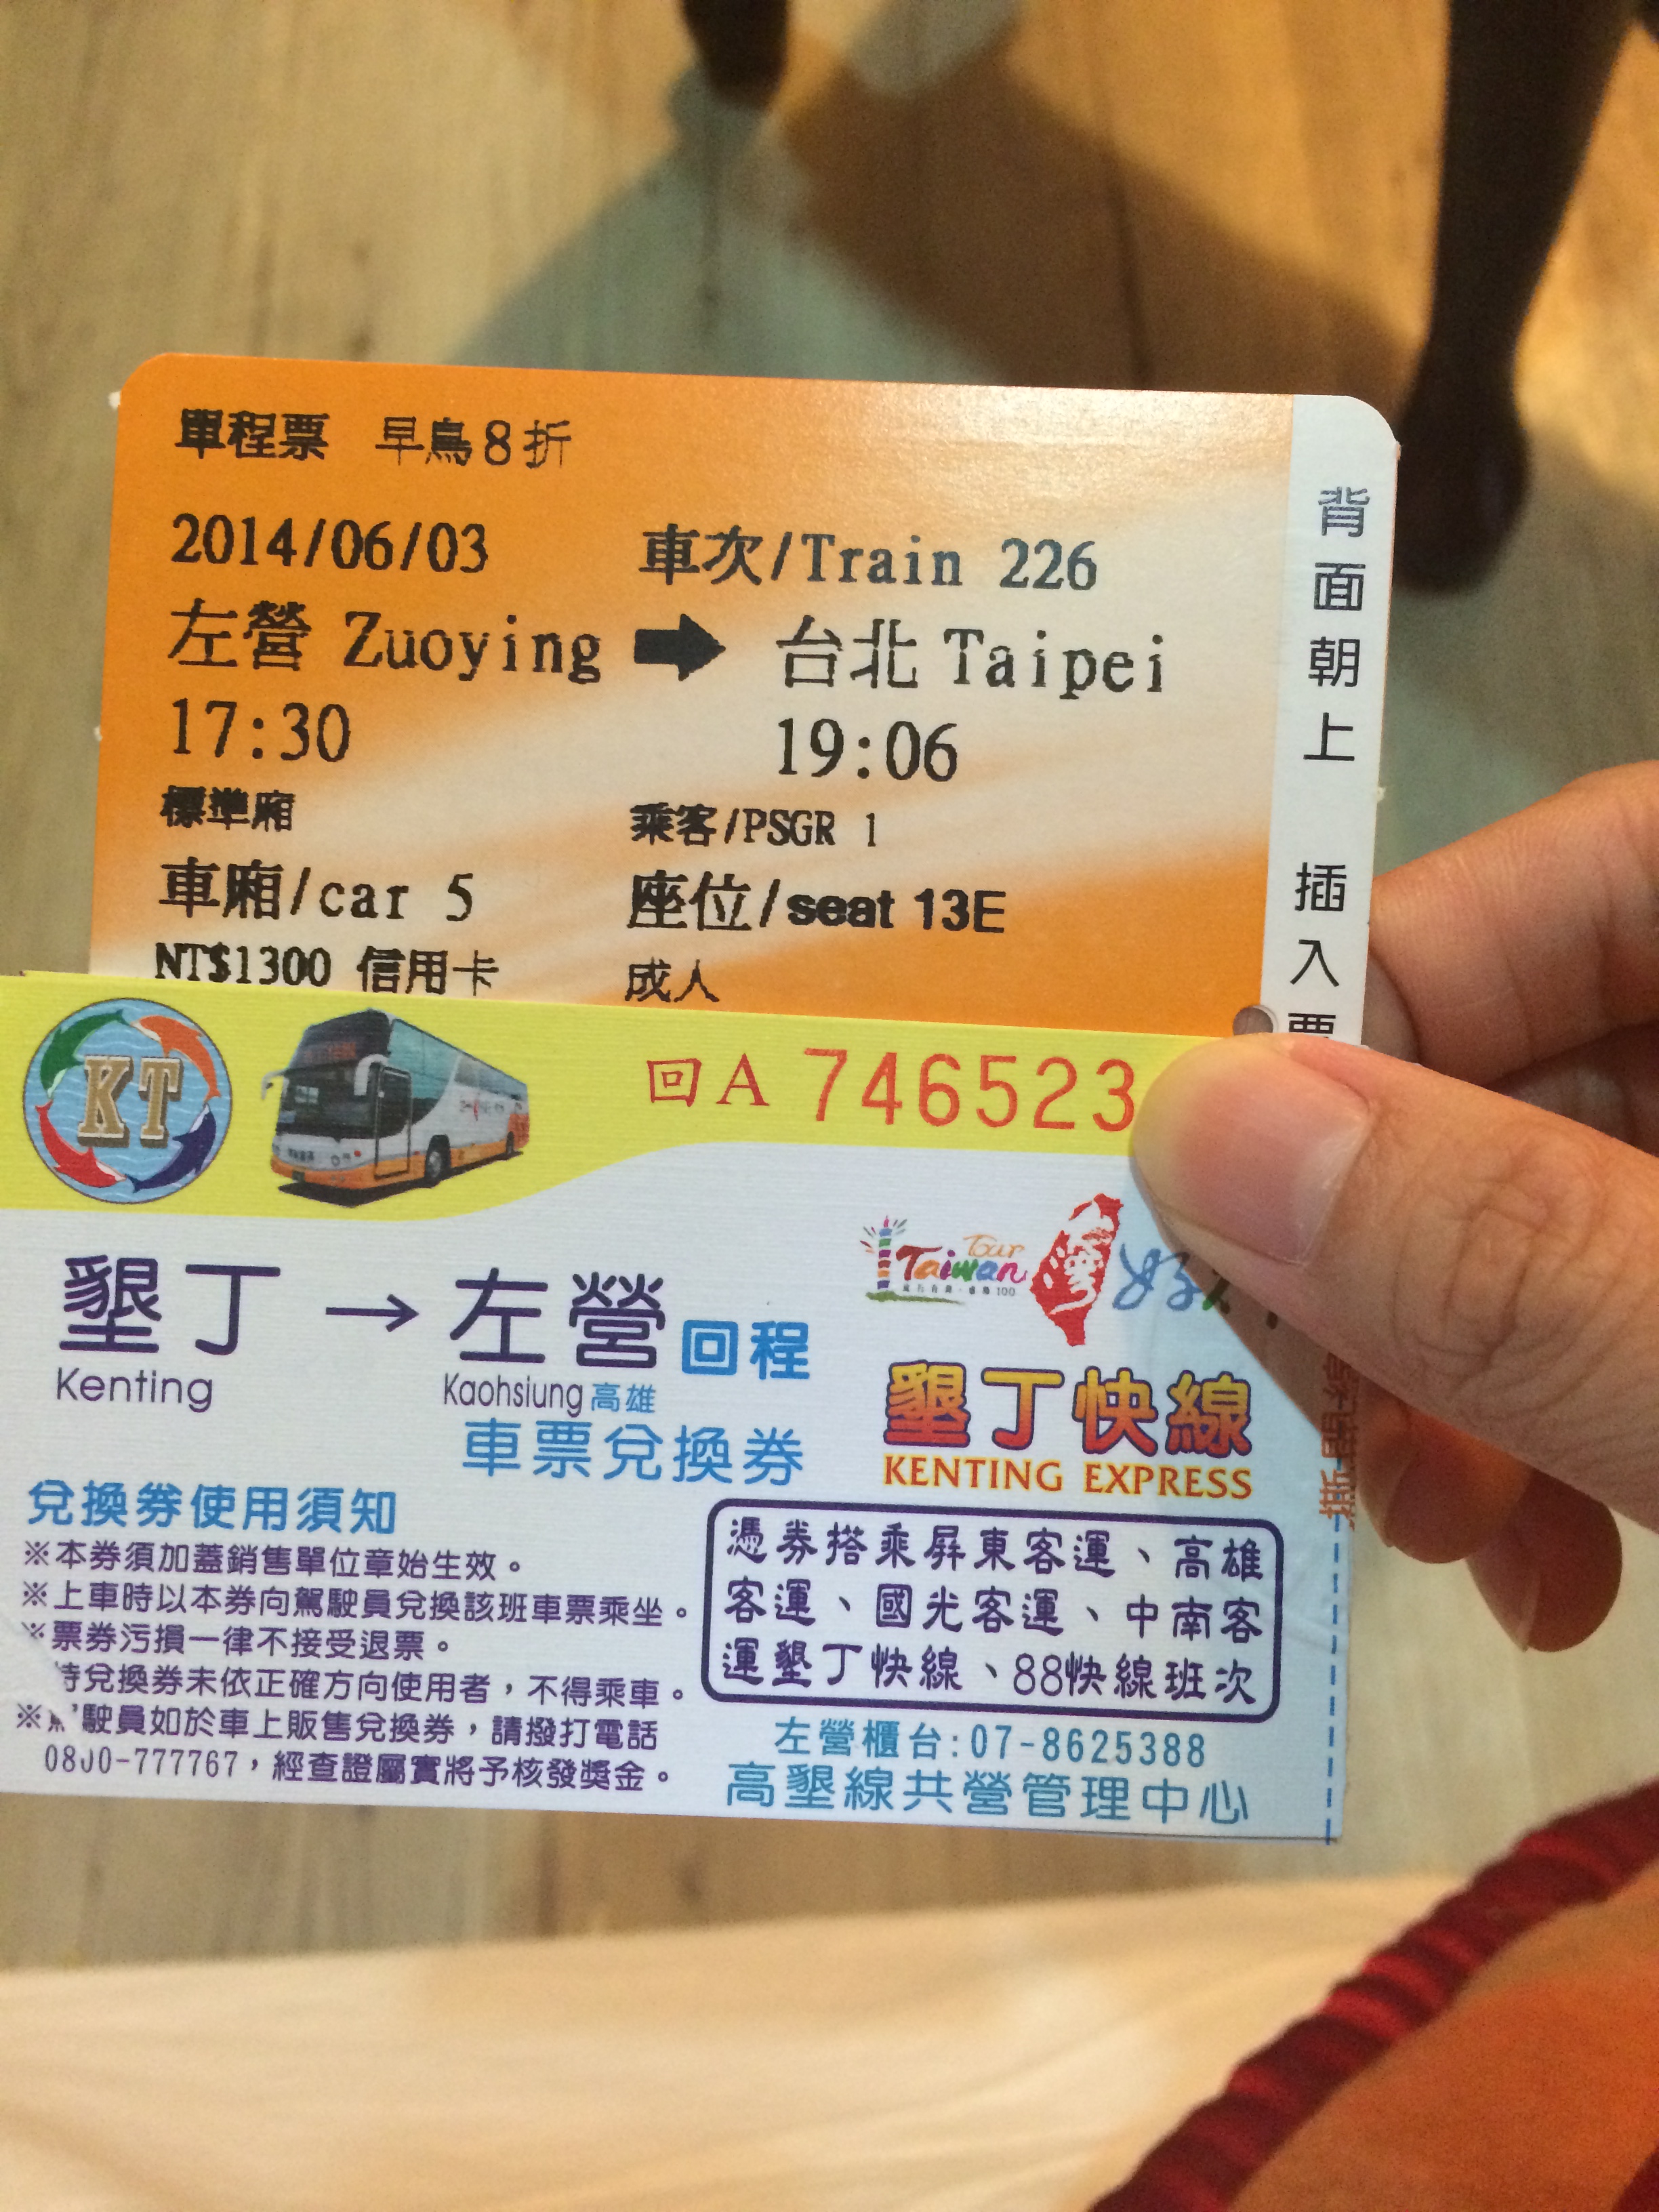 單程票 早鳥8折
2014/06/03 車次/Train 226
左營 Zuoying → 台北 Taipei
17:30 19:06
標準廂 乘客/PSGR 1
車廂/car 5 座位/seat 13E
NT$1300 信用卡 成人
背面朝上 插入票
KT
回A 746523
Tour Taiwan
墾丁 → 左營 回程
Kenting Kaohsiung 高雄
車票兌換券
墾丁快線
KENTING EXPRESS
兌換券使用須知
※本券須加蓋銷售單位章始生效。
※上車時以本券向駕駛員兌換該班車票乘坐。
※票券污損一律不接受退票。
持兌換券未依正確方向使用者，不得乘車。
※駕駛員如於車上販售兌換券，請撥打電話
0800-777767，經查證屬實將予核發獎金。
憑券搭乘屏東客運、高雄
客運、國光客運、中南客
運墾丁快線、88快線班次
左營櫃台:07-8625388
高墾線共營管理中心